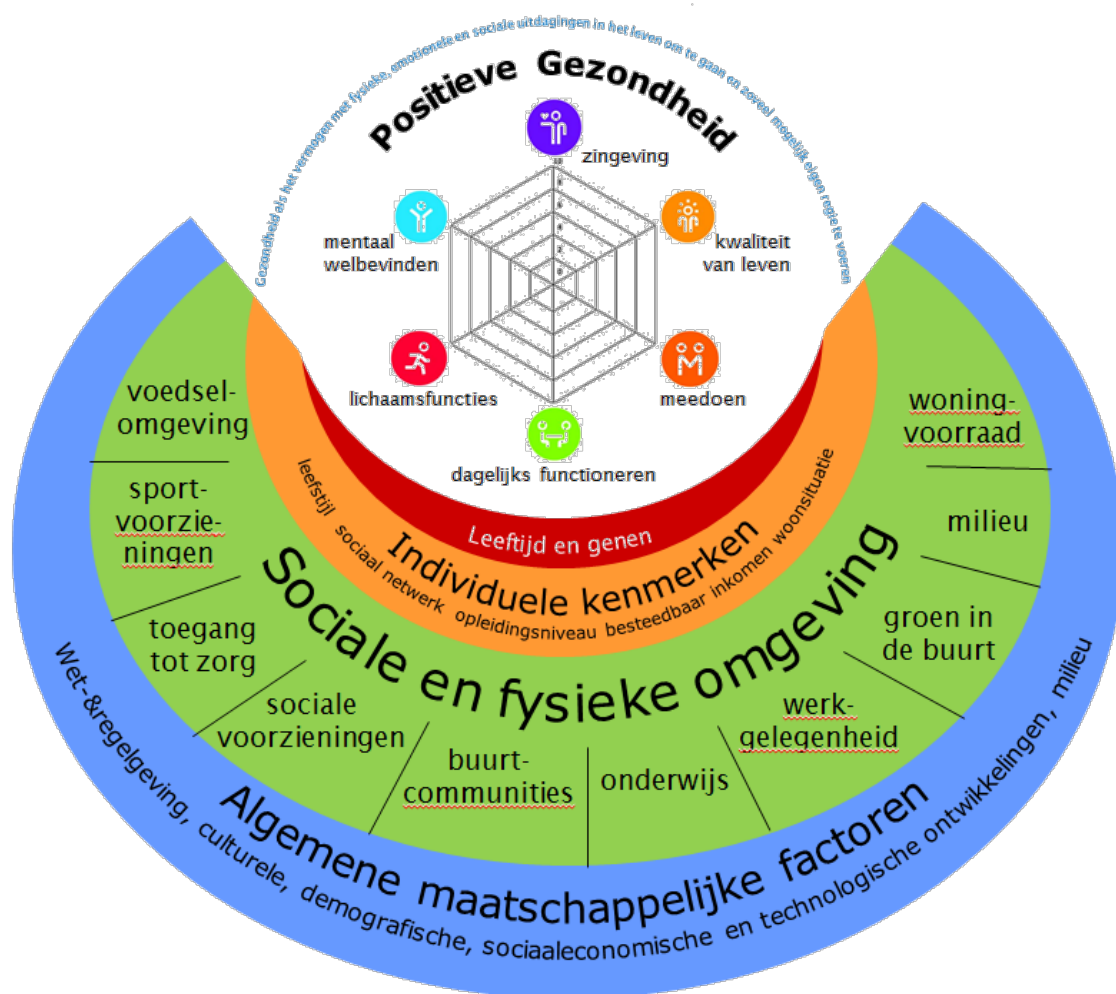 Gezondheid als het vermogen met fysieke, emotionele en sociale uitdagingen in het leven om te gaan en zoveel mogelijk eigen regie te voeren
Positieve Gezondheid
zingeving
mentaal
welbevinden
kwaliteit
van leven
lichaamsfuncties
meedoen
dagelijks functioneren
Leeftijd en genen
Individuele kenmerken
leefstijl sociaal netwerk opleidingsniveau besteedbaar inkomen woonsituatie
Sociale en fysieke omgeving
voedsel-
omgeving
sport-
voorzie-
ningen
toegang
tot zorg
sociale
voorzieningen
buurt-
communities
onderwijs
werk-
gelegenheid
groen in
de buurt
milieu
woning-
voorraad
Algemene maatschappelijke factoren
Wet-&regelgeving, culturele, demografische, sociaaleconomische en technologische ontwikkelingen, milieu